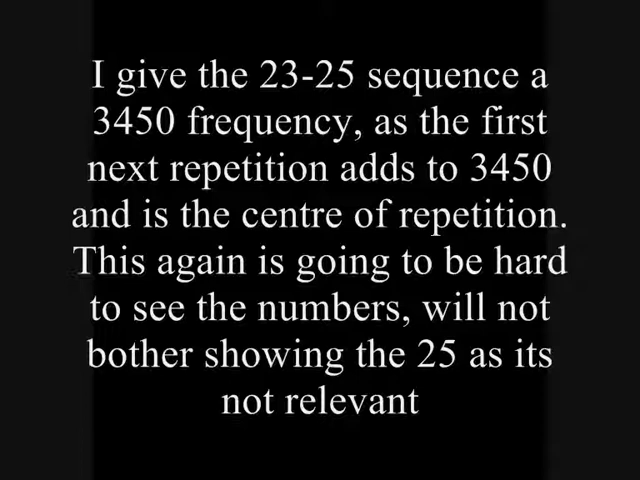 I give the 23-25 sequence a
3450 frequency, as the first
next repetition adds to 3450
and is the centre of repetition.
This again is going to be hard
to see the numbers, will not
bother showing the 25 as its
not relevant